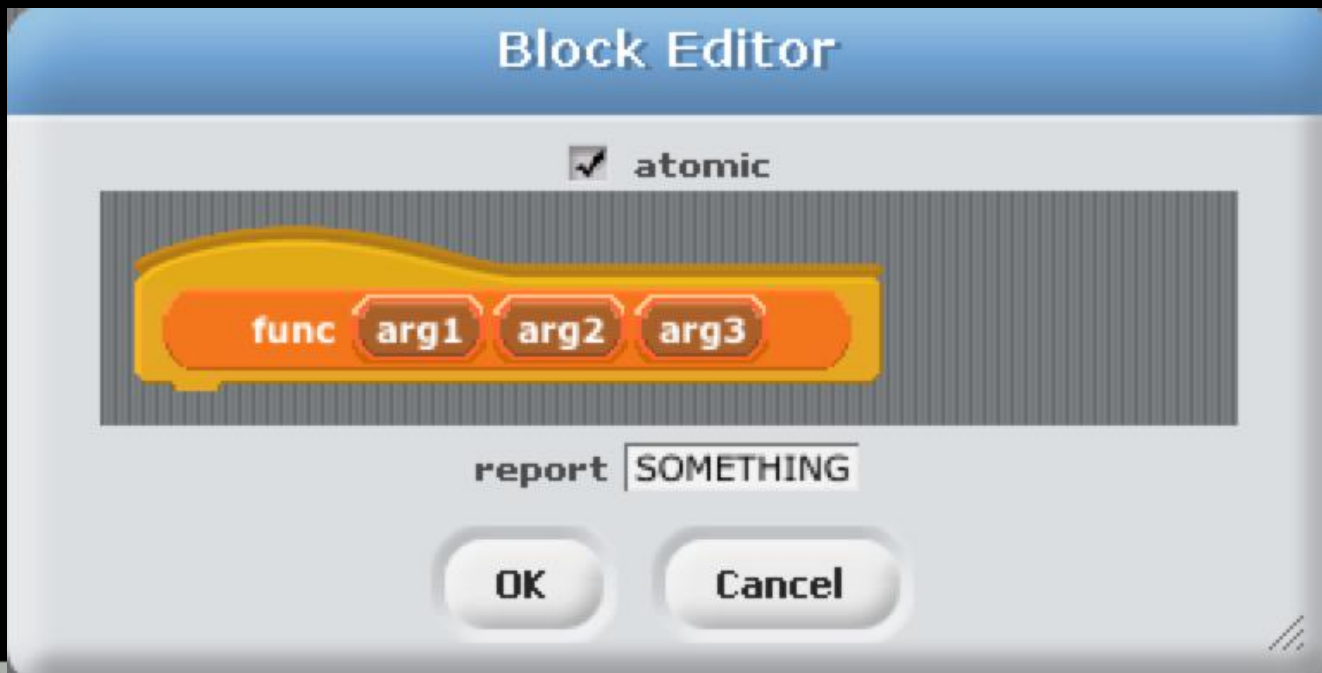 Block Editor
atomic
func arg1 arg2 arg3
report SOMETHING
OK Cancel